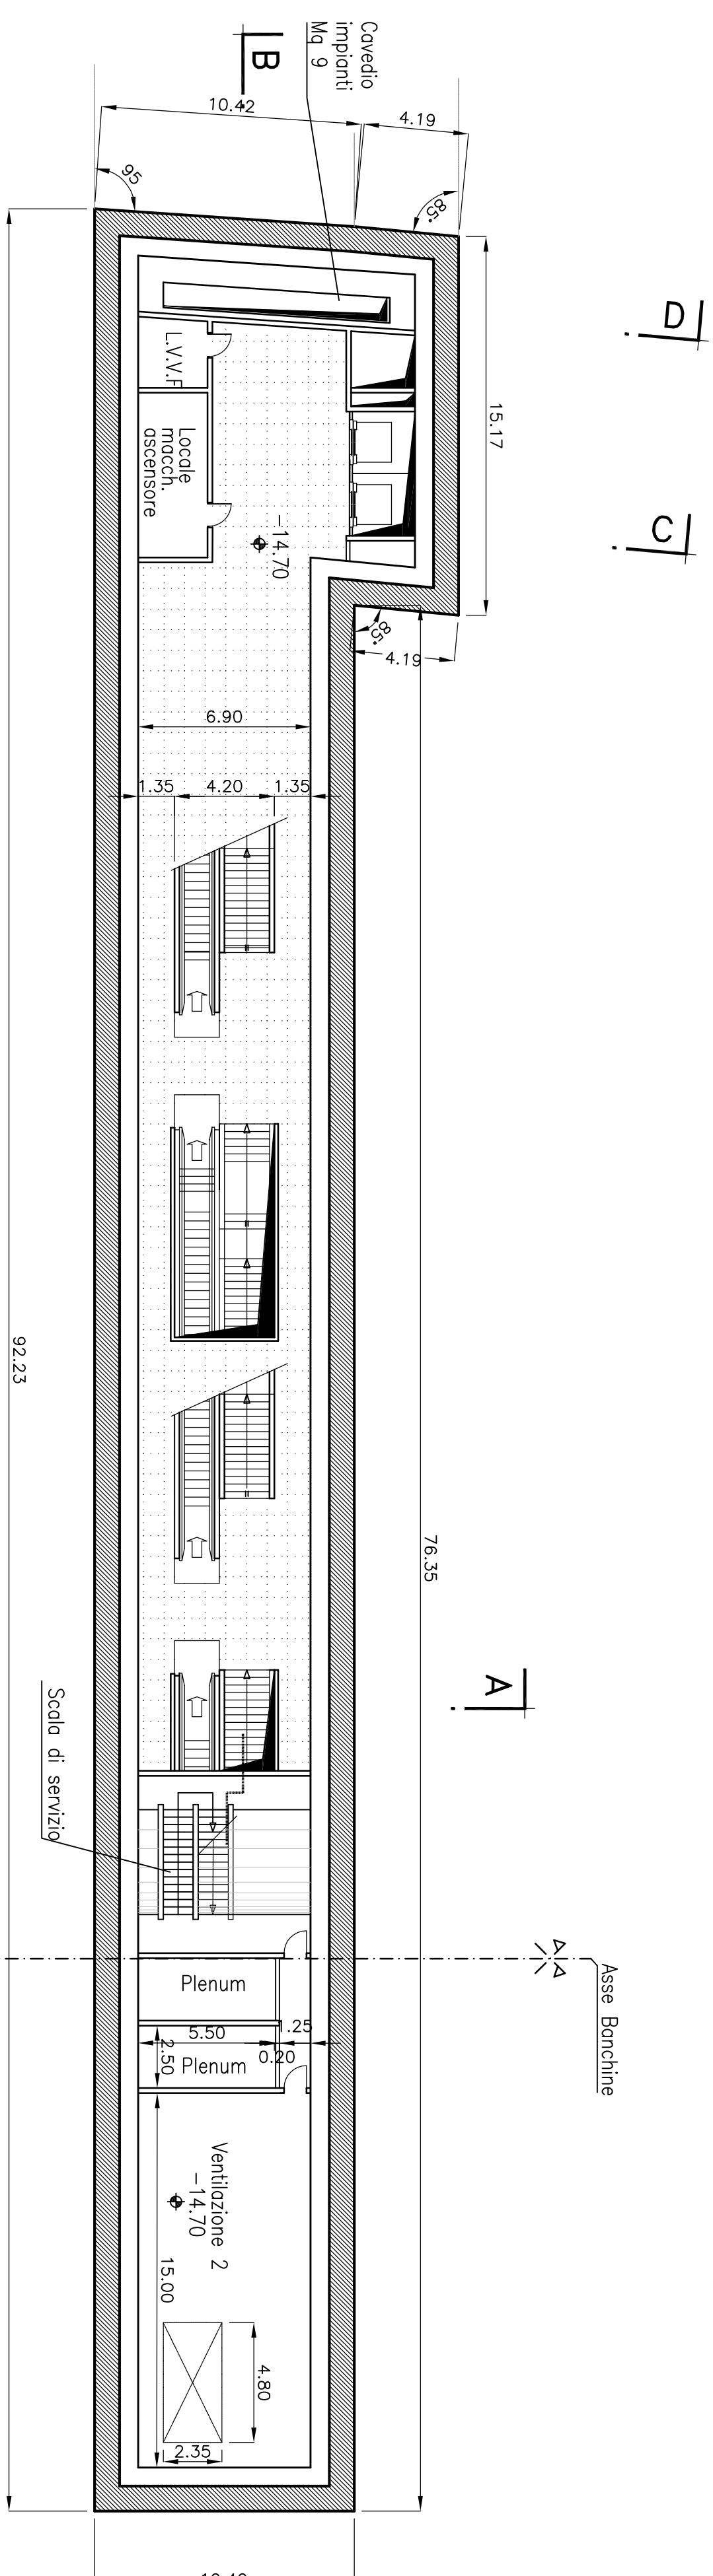 Cavedio
impianti
Mq 9
B
10.42
4.19
95
85°
D
15.17
C
L.V.V.F
Locale
macch.
ascensore
-14.70
85°
4.19
6.90
1.35
4.20
1.35
92.23
76.35
A
Scala di servizio
Asse Banchine
Plenum
5.50
1.25
0.20
2.50
Plenum
Ventilazione 2
-14.70
15.00
4.80
2.35